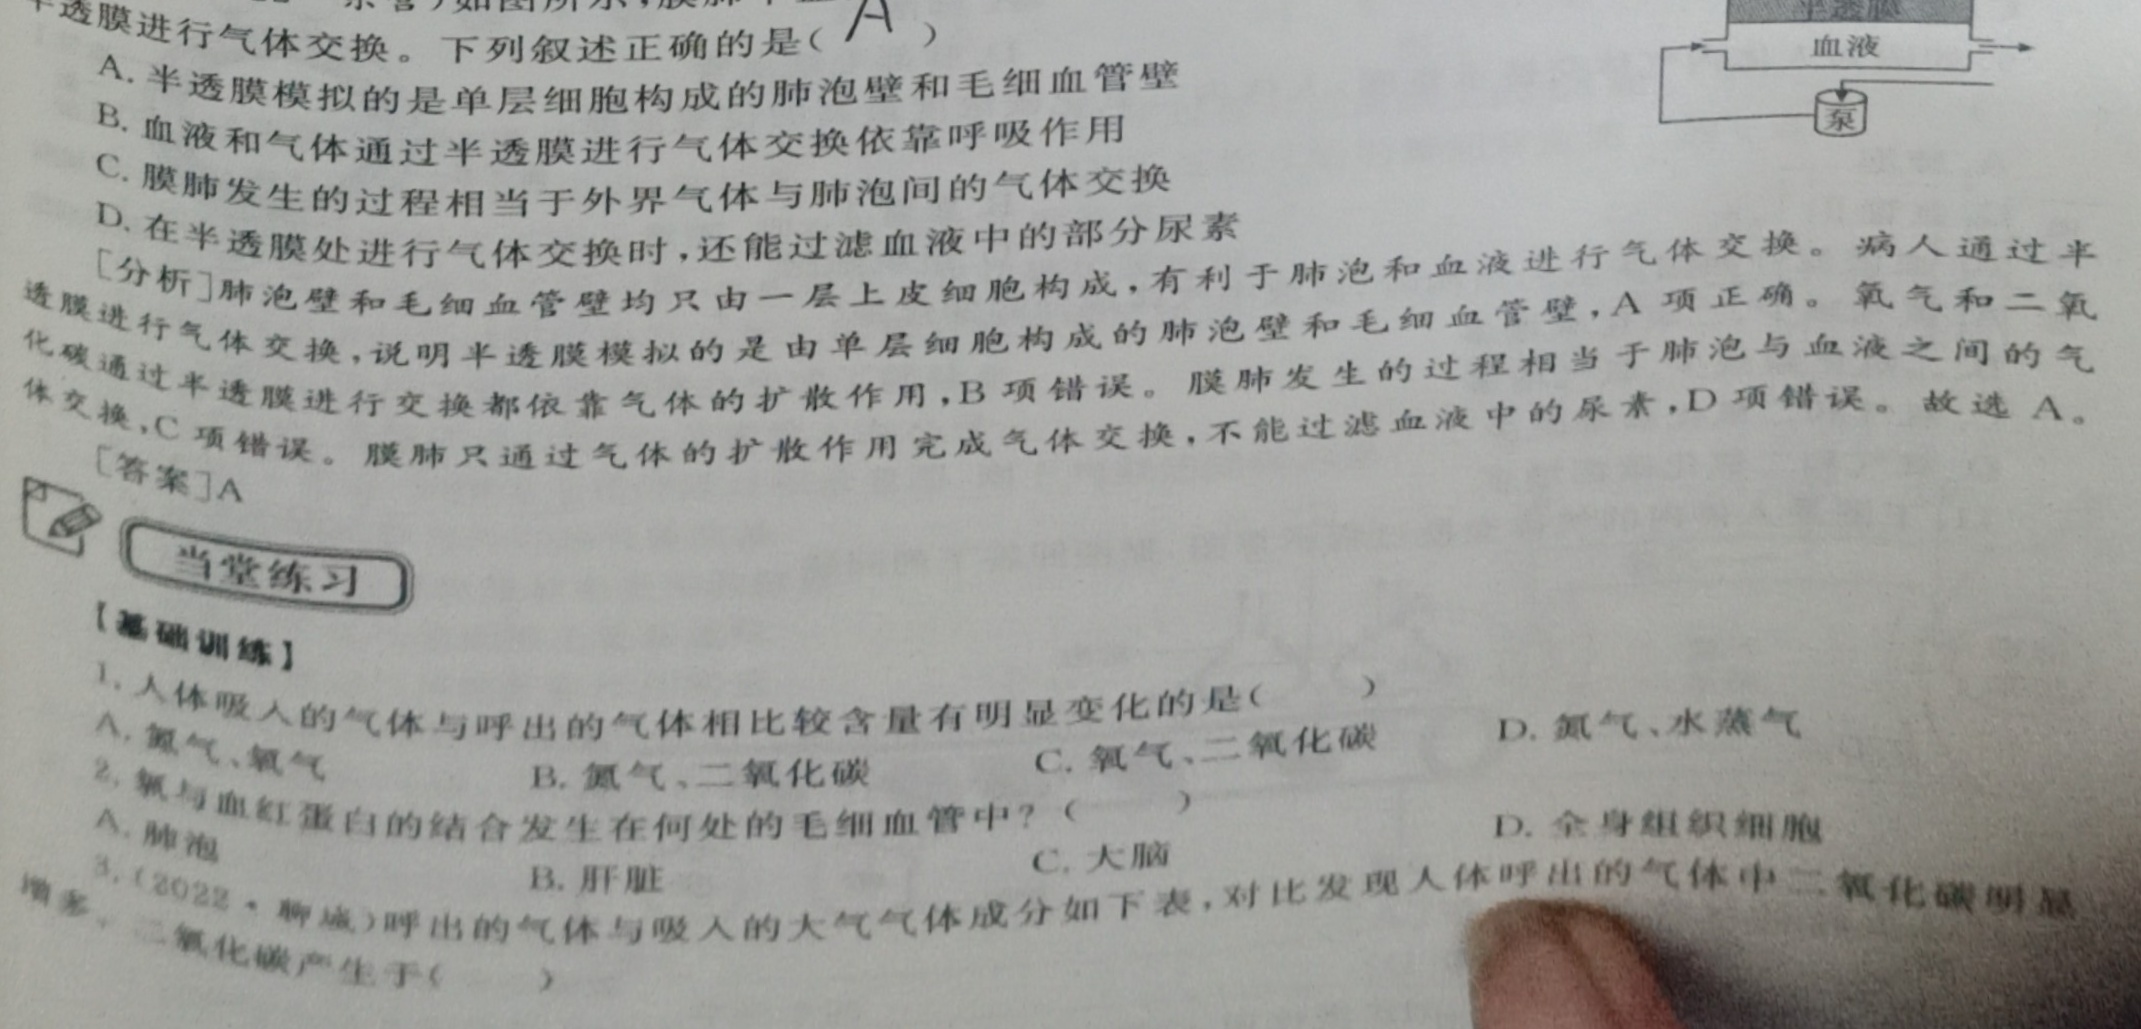 半透膜
血液
泵
透膜进行气体交换。下列叙述正确的是( A )
A. 半透膜模拟的是单层细胞构成的肺泡壁和毛细血管壁
B. 血液和气体通过半透膜进行气体交换依靠呼吸作用
C. 膜肺发生的过程相当于外界气体与肺泡间的气体交换
D. 在半透膜处进行气体交换时,还能过滤血液中的部分尿素
[分析]肺泡壁和毛细血管壁均只由一层上皮细胞构成,有利于肺泡和血液进行气体交换。病人通过半
透膜进行气体交换,说明半透膜模拟的是由单层细胞构成的肺泡壁和毛细血管壁,A 项正确。氧气和二氧
化碳通过半透膜进行交换都依靠气体的扩散作用,B 项错误。膜肺发生的过程相当于肺泡与血液之间的气
体交换,C 项错误。膜肺只通过气体的扩散作用完成气体交换,不能过滤血液中的尿素,D 项错误。故选 A。
[答案]A
当堂练习
【基础训练】
1. 人体吸入的气体与呼出的气体相比较含量有明显变化的是( )
A. 氮气、氧气 B. 氮气、二氧化碳 C. 氧气、二氧化碳 D. 氮气、水蒸气
2. 氧与血红蛋白的结合发生在何处的毛细血管中?( )
A. 肺泡 B. 肝脏 C. 大脑 D. 全身组织细胞
3. (2022·聊城)呼出的气体与吸入的大气气体成分如下表,对比发现人体呼出的气体中二氧化碳明显
增多。二氧化碳产生于( )